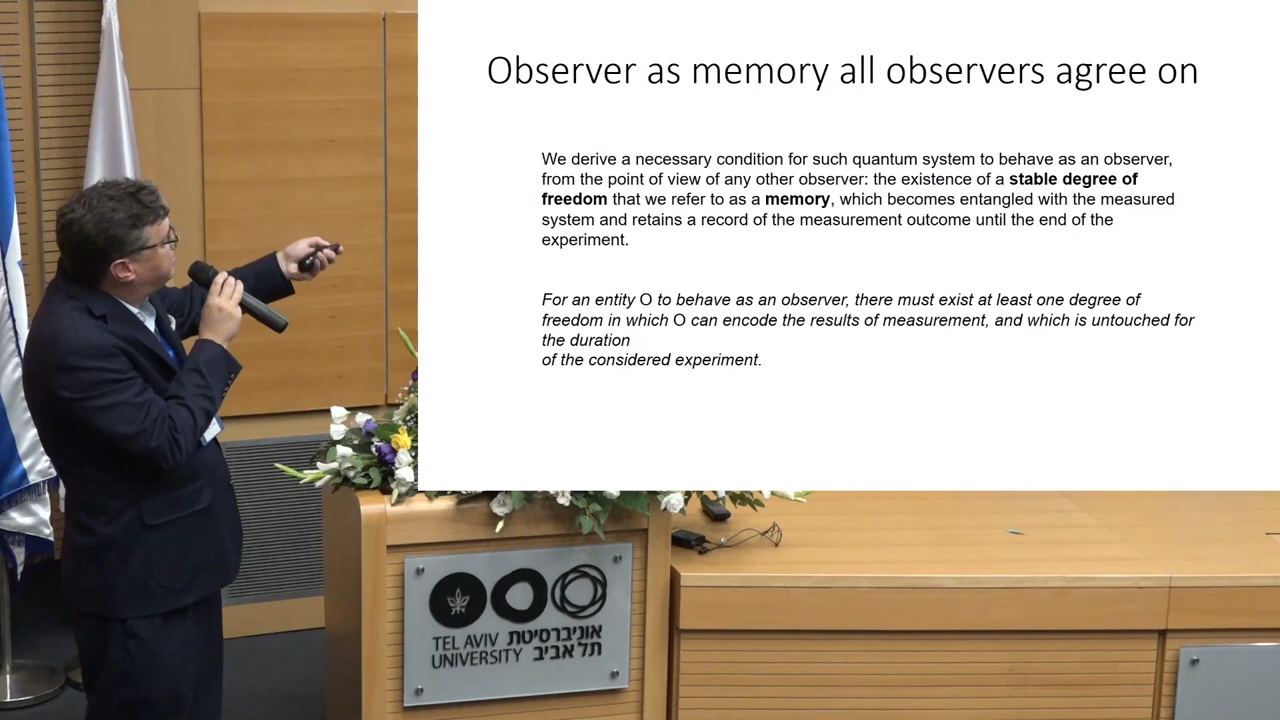 Observer as memory all observers agree on
We derive a necessary condition for such quantum system to behave as an observer,
from the point of view of any other observer: the existence of a stable degree of
freedom that we refer to as a memory, which becomes entangled with the measured
system and retains a record of the measurement outcome until the end of the
experiment.
For an entity O to behave as an observer, there must exist at least one degree of
freedom in which O can encode the results of measurement, and which is untouched for
the duration
of the considered experiment.
TEL AVIV אוניברסיטת
UNIVERSITY תל אביב